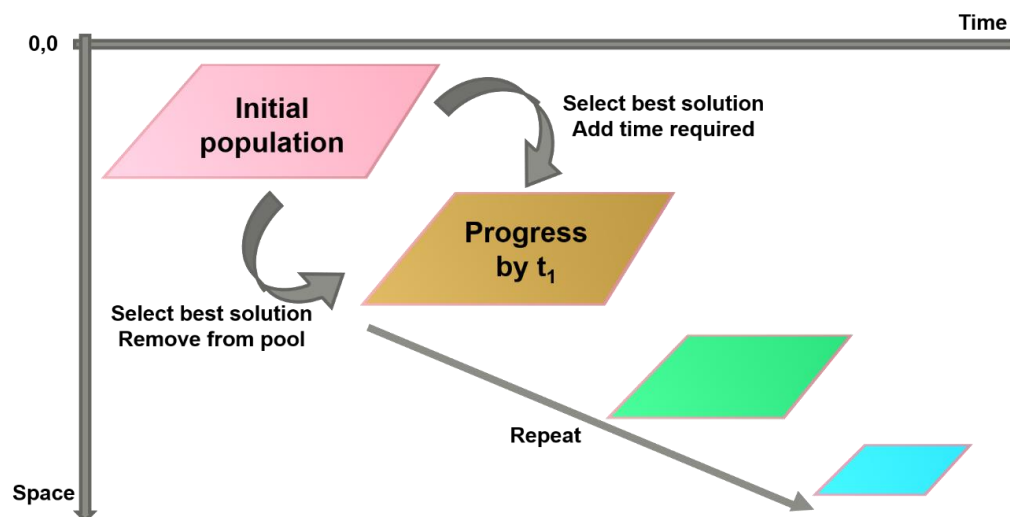 Time
0,0
Initial
population
Select best solution
Add time required
Progress
by t₁
Select best solution
Remove from pool
Repeat
Space